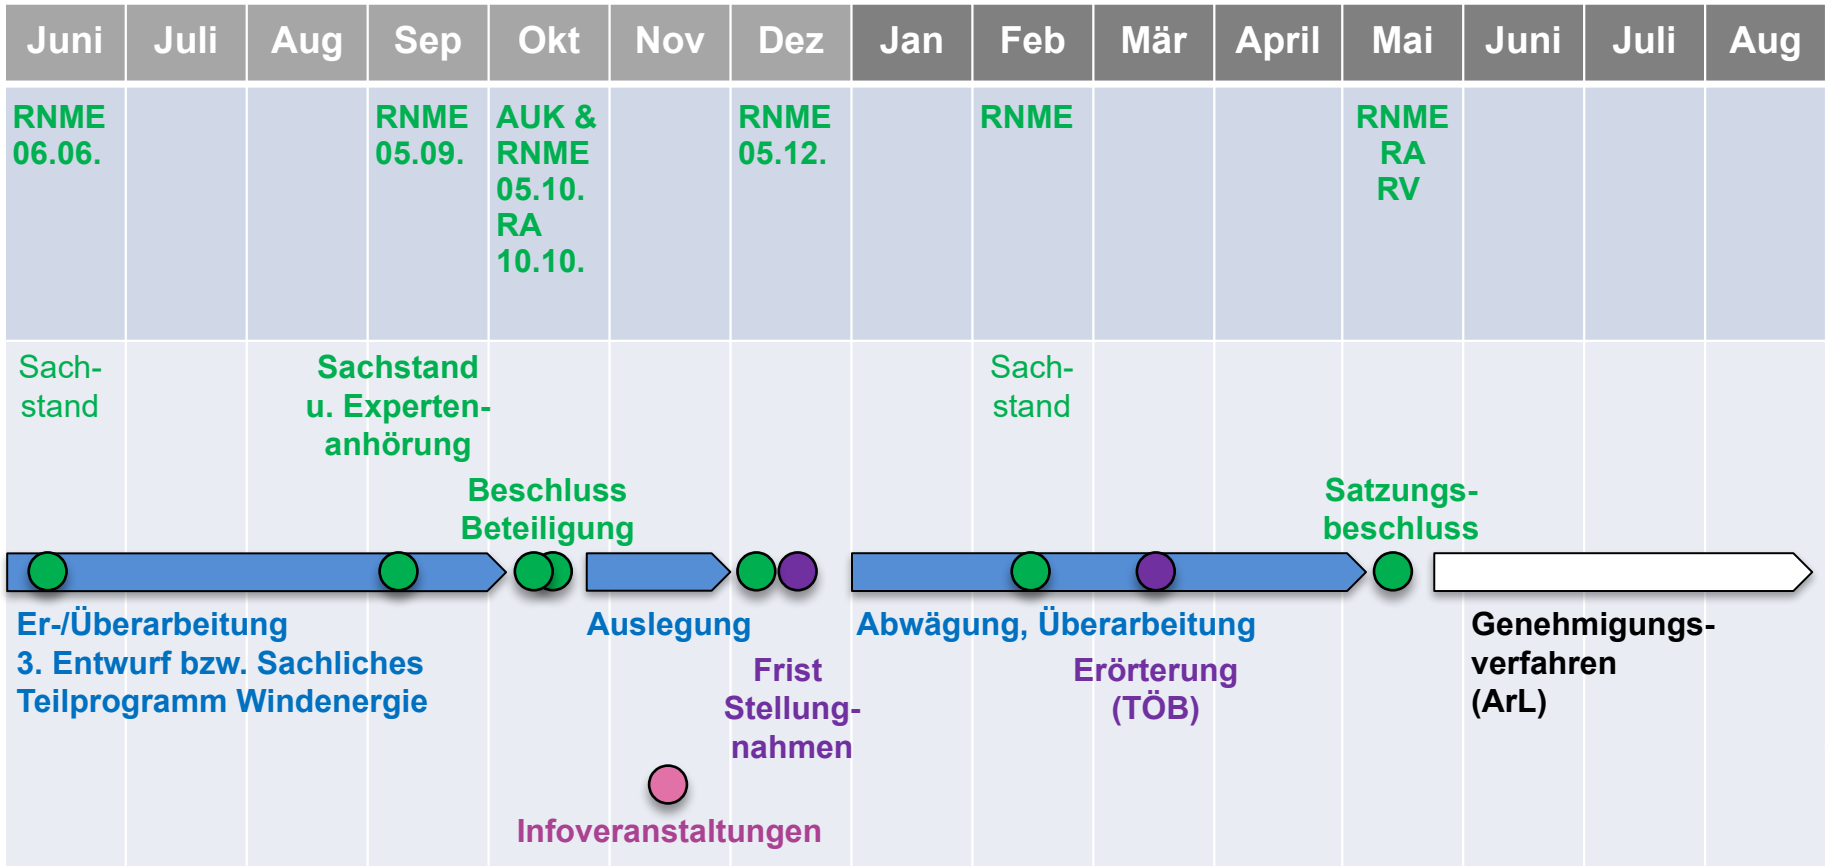 Juni Juli Aug Sep Okt Nov Dez Jan Feb Mär April Mai Juni Juli Aug
RNME
06.06.
RNME
05.09.
AUK &
RNME
05.10.
RA
10.10.
RNME
05.12.
RNME
RNME
RA
RV
Sach-
stand
Sachstand
u. Experten-
anhörung
Beschluss
Beteiligung
Sach-
stand
Satzungs-
beschluss
Er-/Überarbeitung
3. Entwurf bzw. Sachliches
Teilprogramm Windenergie
Auslegung
Frist
Stellung-
nahmen
Infoveranstaltungen
Abwägung, Überarbeitung
Erörterung
(TÖB)
Genehmigungs-
verfahren
(ArL)